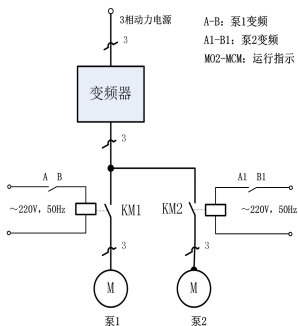 3相动力电源
A-B: 泵1变频
A1-B1: 泵2变频
MO2-MCM: 运行指示
3
变频器
3
A B
A1 B1
KM1
KM2
~220V, 50Hz
~220V, 50Hz
3
3
M
M
泵1
泵2